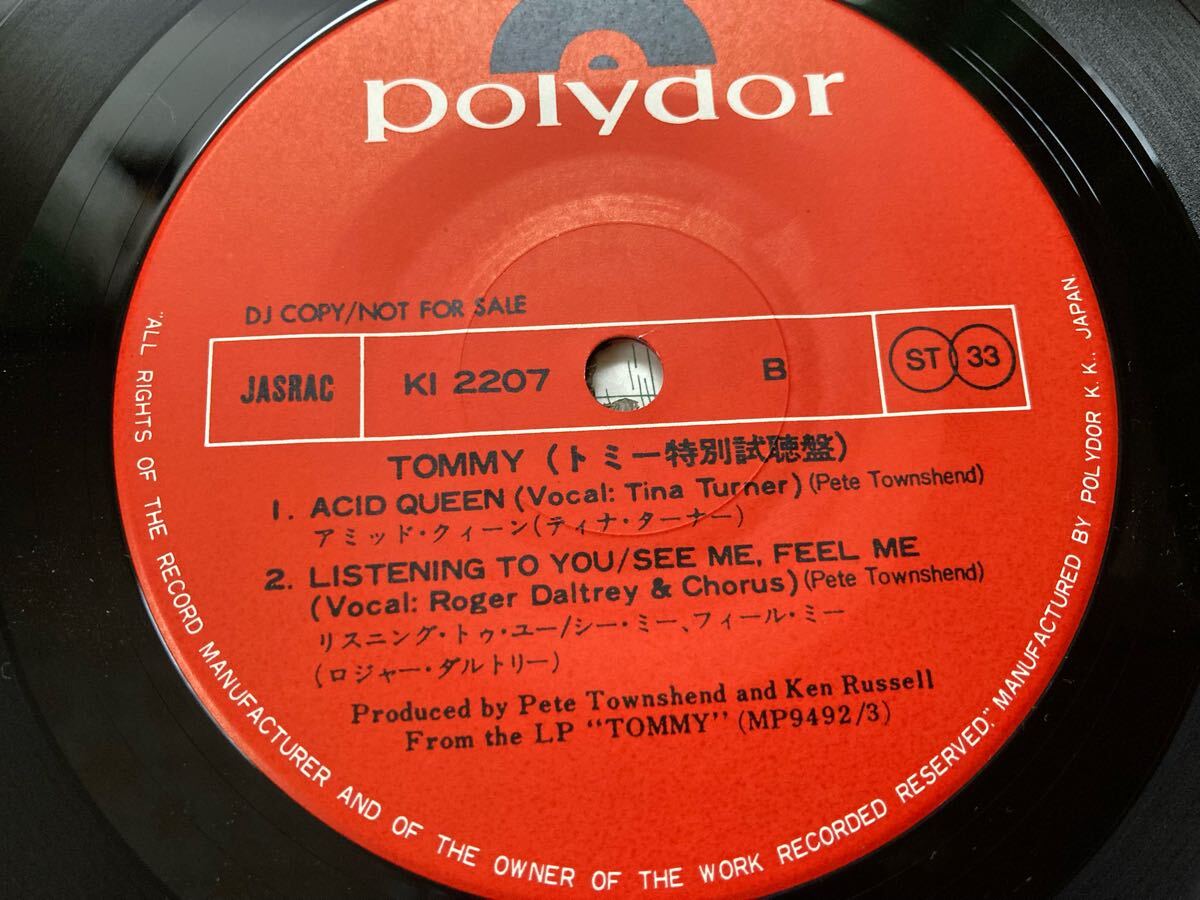 polydor
DJ COPY/NOT FOR SALE
JASRAC
KI 2207
B
ST 33
TOMMY (トミー特別試聴盤)
1. ACID QUEEN (Vocal: Tina Turner) (Pete Townshend)
アミッド・クィーン(ティナ・ターナー)
2. LISTENING TO YOU/SEE ME, FEEL ME
(Vocal: Roger Daltrey & Chorus) (Pete Townshend)
リスニング・トゥ・ユー/シー・ミー、フィール・ミー
(ロジャー・ダルトリー)
Produced by Pete Townshend and Ken Russell
From the LP "TOMMY" (MP9492/3)
"ALL RIGHTS OF THE RECORD MANUFACTURER AND OF THE OWNER OF THE WORK RECORDED RESERVED." MANUFACTURED BY POLYDOR K. K., JAPAN.